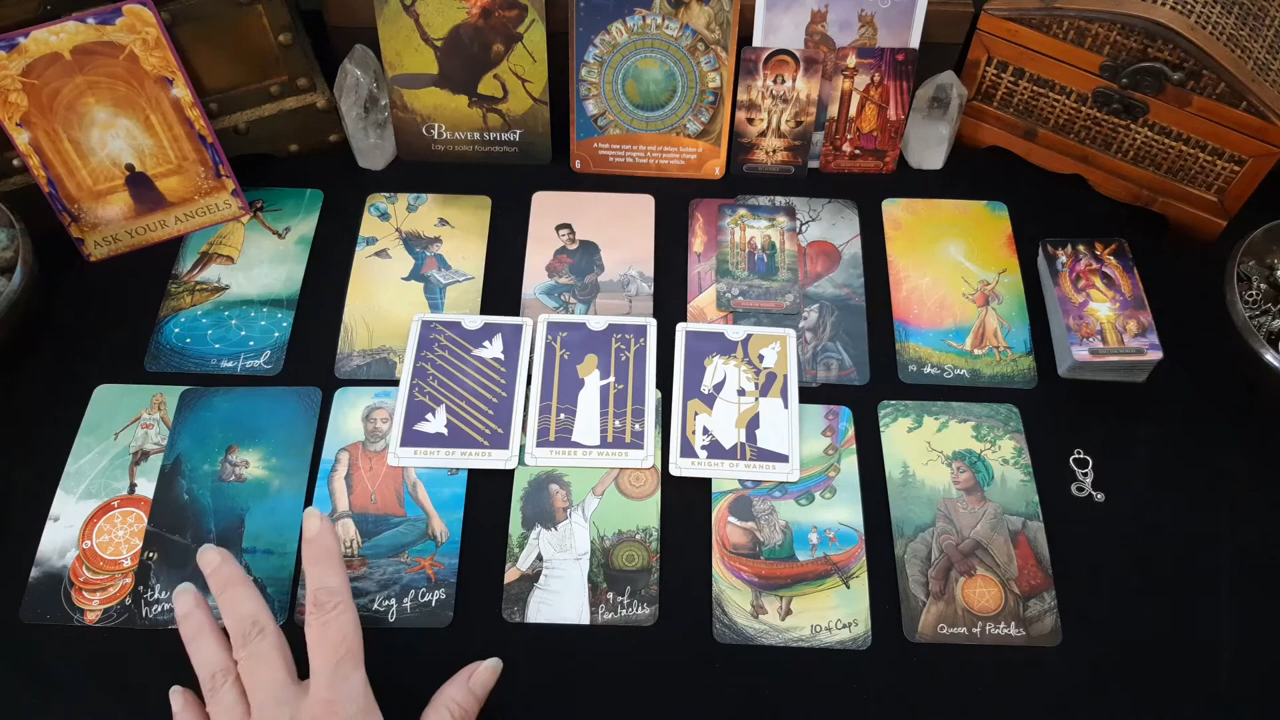 BEAVER SPIRIT
Lay a solid foundation.
A fresh new start or the end of delays. Sudden or
unexpected progress. A very positive change
in your life. Travel or a new vehicle.
G
X
ASK YOUR ANGELS
0 the Fool
19 the Sun
EIGHT OF WANDS
THREE OF WANDS
KNIGHT OF WANDS
the
herm
King of Cups
9 of
Pentacles
10 of Cups
Queen of Pentacles